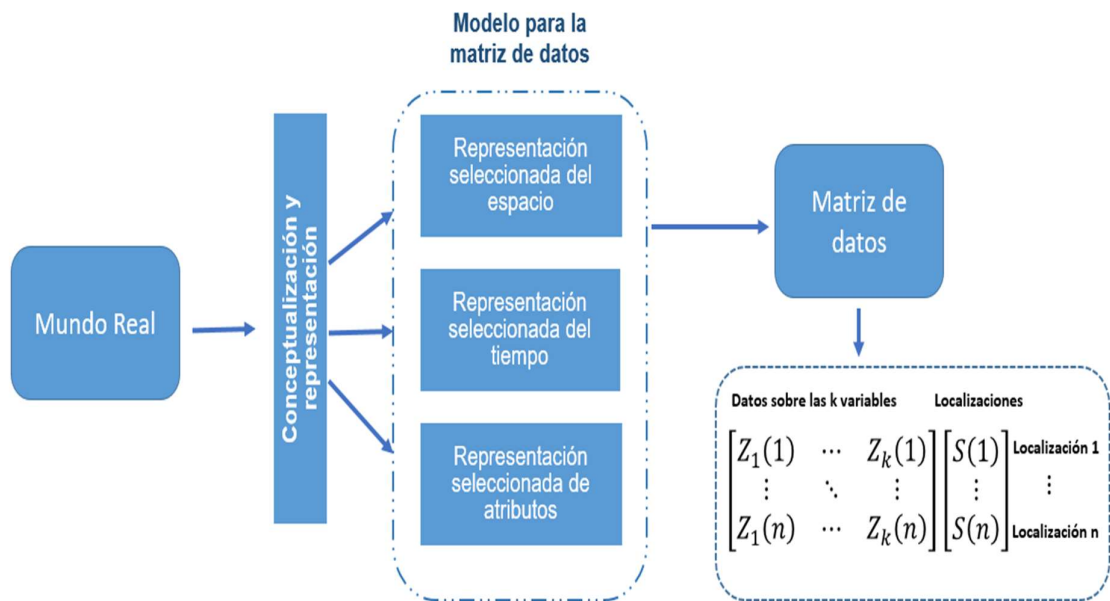 Modelo para la
matriz de datos
Mundo Real
Conceptualización y
representación
Representación
seleccionada del
espacio
Representación
seleccionada del
tiempo
Representación
seleccionada de
atributos
Matriz de
datos
Datos sobre las k variables
Localizaciones
Z₁(1) ⋯ Zₖ(1) S(1) Localización 1
⋮ ⋱ ⋮ ⋮ ⋮
Z₁(n) ⋯ Zₖ(n) S(n) Localización n